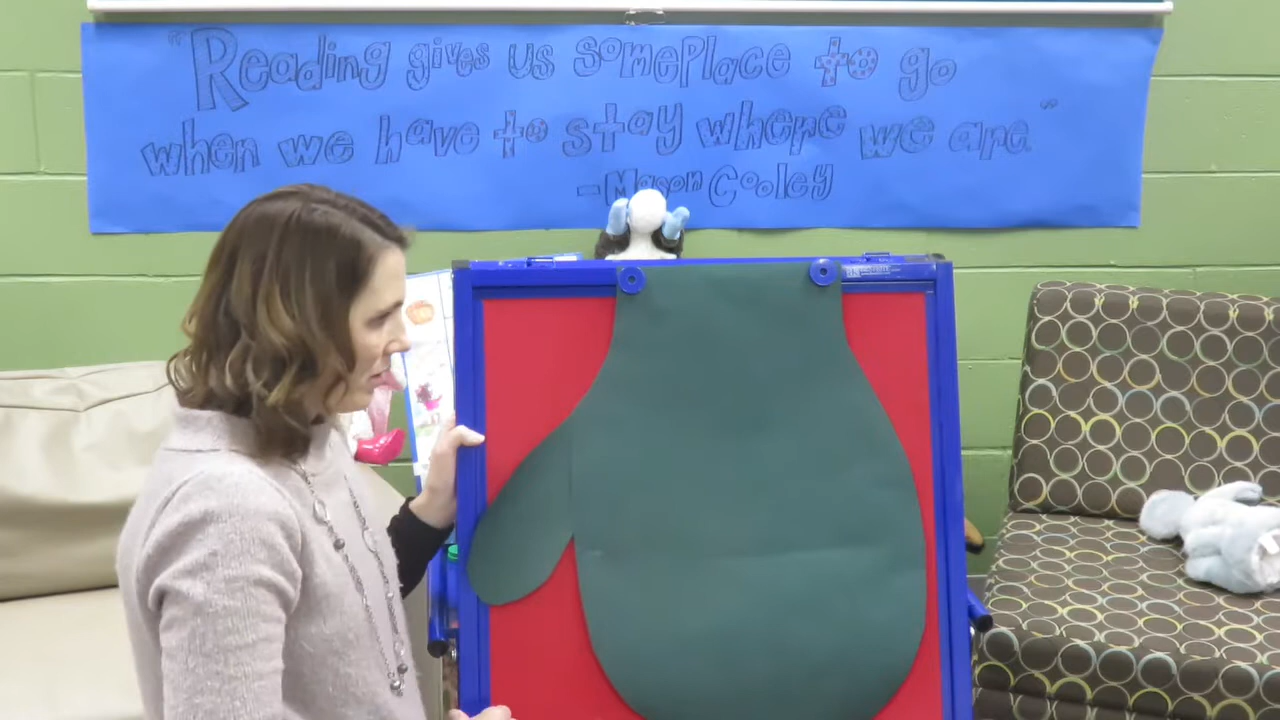 "Reading gives us someplace to go
when we have to stay where we are."
-Mason Cooley